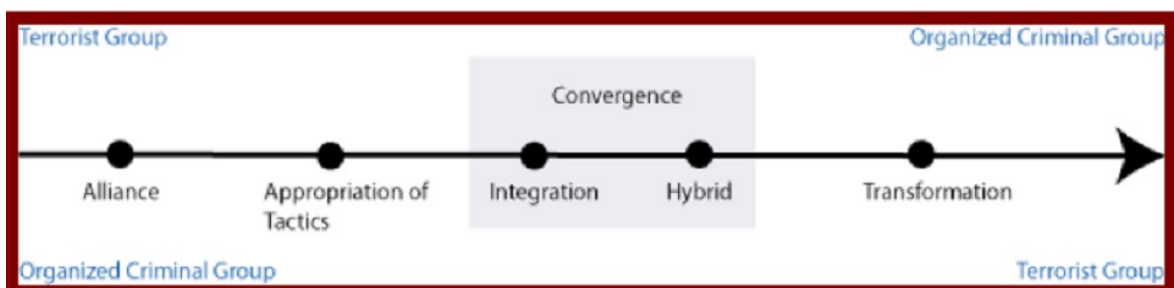 Terrorist Group
Organized Criminal Group
Convergence
Alliance
Appropriation of
Tactics
Integration
Hybrid
Transformation
Organized Criminal Group
Terrorist Group